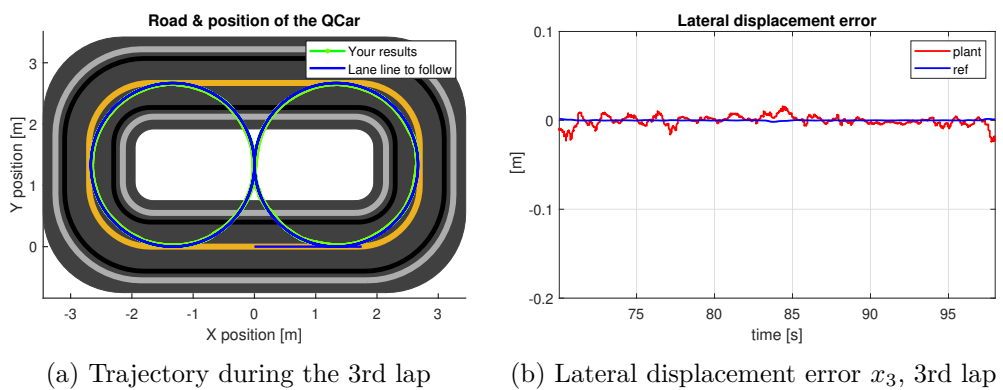 Road & position of the QCar
Your results
Lane line to follow
Y position [m]
3
2
1
0
-3
-2
-1
0
1
2
3
X position [m]
(a) Trajectory during the 3rd lap
Lateral displacement error
plant
ref
[m]
0.1
0
-0.1
-0.2
75
80
85
90
95
time [s]
(b) Lateral displacement error x₃, 3rd lap